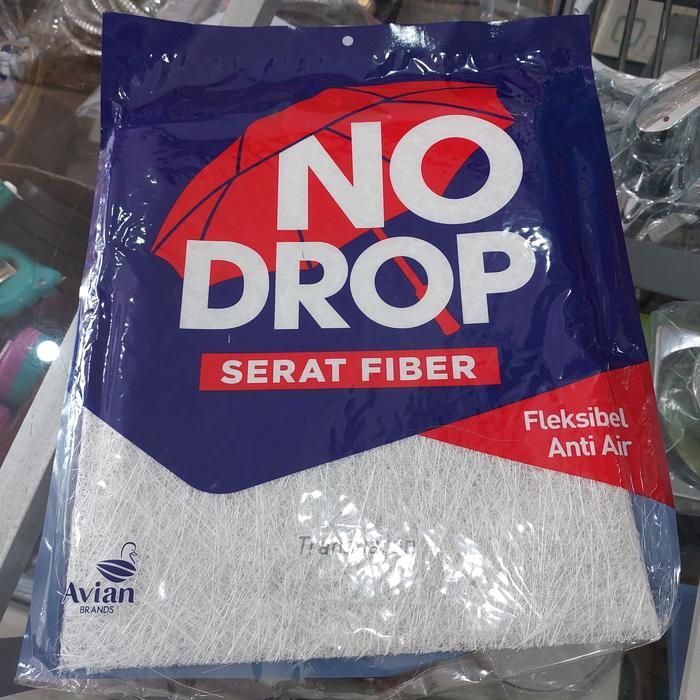 NO
DROP
SERAT FIBER
Fleksibel
Anti Air
Avian
BRANDS